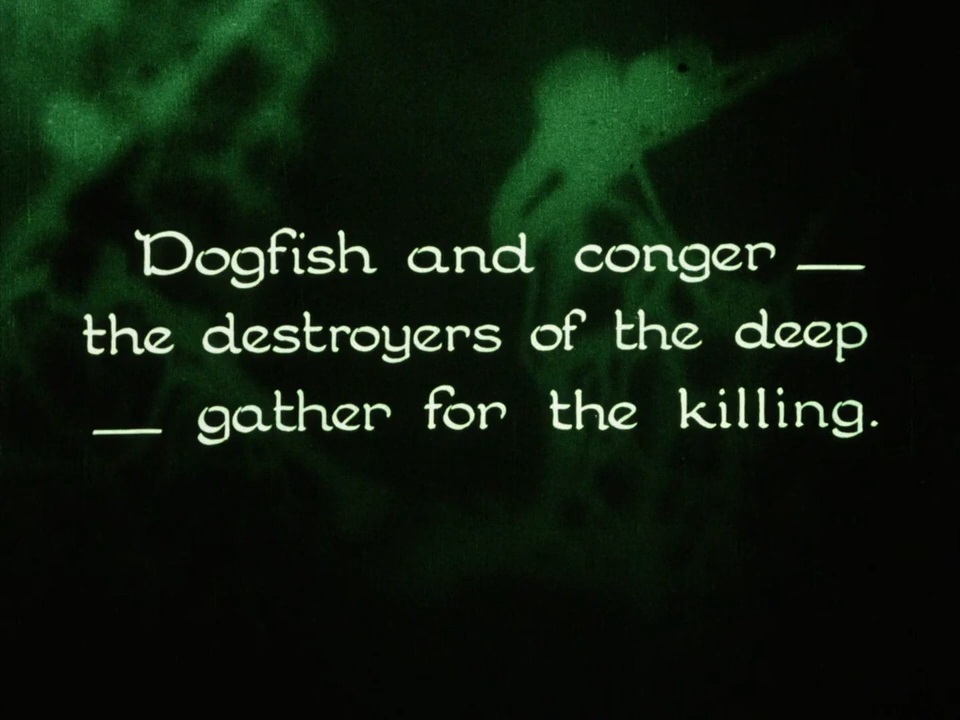 Dogfish and conger —
the destroyers of the deep
— gather for the killing.